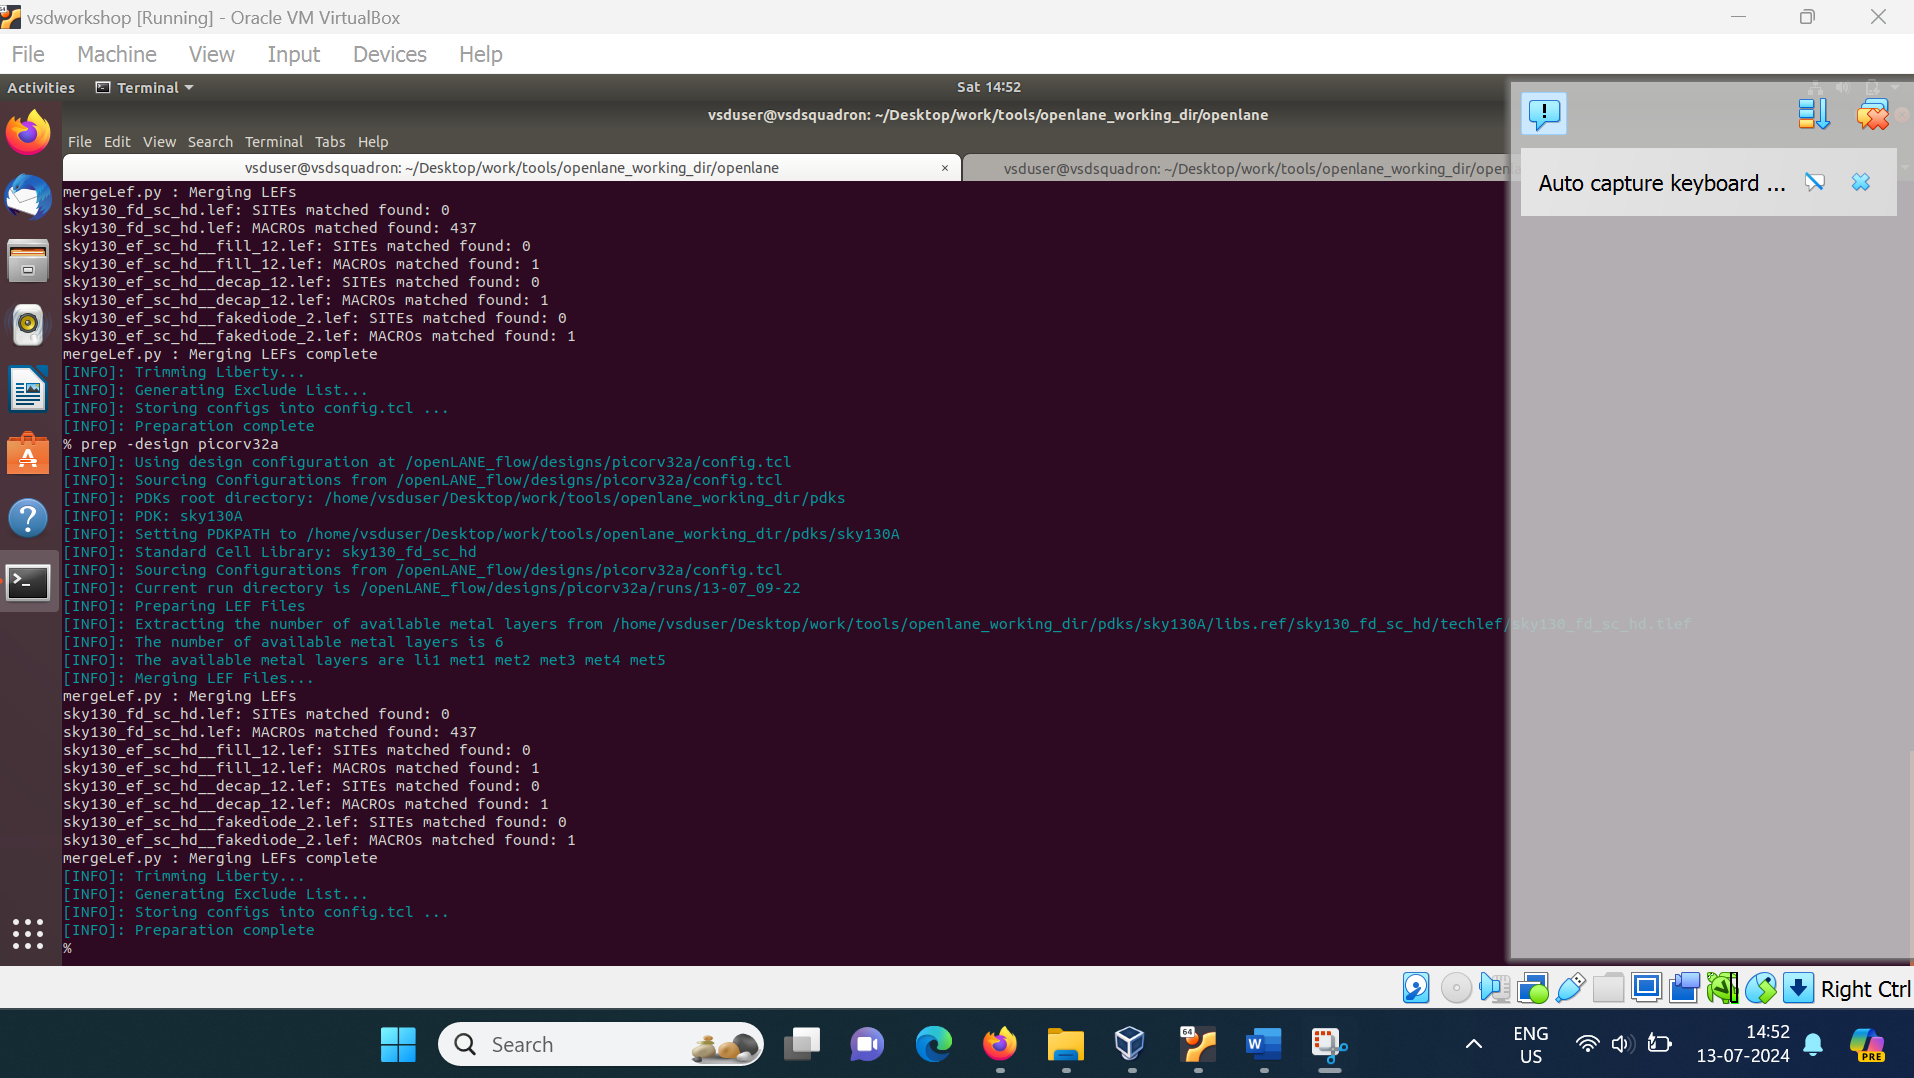 vsdworkshop [Running] - Oracle VM VirtualBox
File Machine View Input Devices Help
Activities Terminal Sat 14:52
vsduser@vsdsquadron: ~/Desktop/work/tools/openlane_working_dir/openlane
File Edit View Search Terminal Tabs Help
vsduser@vsdsquadron: ~/Desktop/work/tools/openlane_working_dir/openlane × vsduser@vsdsquadron: ~/Desktop/work/tools/openlane_working_dir/open
Auto capture keyboard ...
mergeLef.py : Merging LEFs
sky130_fd_sc_hd.lef: SITEs matched found: 0
sky130_fd_sc_hd.lef: MACROs matched found: 437
sky130_ef_sc_hd__fill_12.lef: SITEs matched found: 0
sky130_ef_sc_hd__fill_12.lef: MACROs matched found: 1
sky130_ef_sc_hd__decap_12.lef: SITEs matched found: 0
sky130_ef_sc_hd__decap_12.lef: MACROs matched found: 1
sky130_ef_sc_hd__fakediode_2.lef: SITEs matched found: 0
sky130_ef_sc_hd__fakediode_2.lef: MACROs matched found: 1
mergeLef.py : Merging LEFs complete
[INFO]: Trimming Liberty...
[INFO]: Generating Exclude List...
[INFO]: Storing configs into config.tcl ...
[INFO]: Preparation complete
% prep -design picorv32a
[INFO]: Using design configuration at /openLANE_flow/designs/picorv32a/config.tcl
[INFO]: Sourcing Configurations from /openLANE_flow/designs/picorv32a/config.tcl
[INFO]: PDKs root directory: /home/vsduser/Desktop/work/tools/openlane_working_dir/pdks
[INFO]: PDK: sky130A
[INFO]: Setting PDKPATH to /home/vsduser/Desktop/work/tools/openlane_working_dir/pdks/sky130A
[INFO]: Standard Cell Library: sky130_fd_sc_hd
[INFO]: Sourcing Configurations from /openLANE_flow/designs/picorv32a/config.tcl
[INFO]: Current run directory is /openLANE_flow/designs/picorv32a/runs/13-07_09-22
[INFO]: Preparing LEF Files
[INFO]: Extracting the number of available metal layers from /home/vsduser/Desktop/work/tools/openlane_working_dir/pdks/sky130A/libs.ref/sky130_fd_sc_hd/techlef/sky130_fd_sc_hd.tlef
[INFO]: The number of available metal layers is 6
[INFO]: The available metal layers are li1 met1 met2 met3 met4 met5
[INFO]: Merging LEF Files...
mergeLef.py : Merging LEFs
sky130_fd_sc_hd.lef: SITEs matched found: 0
sky130_fd_sc_hd.lef: MACROs matched found: 437
sky130_ef_sc_hd__fill_12.lef: SITEs matched found: 0
sky130_ef_sc_hd__fill_12.lef: MACROs matched found: 1
sky130_ef_sc_hd__decap_12.lef: SITEs matched found: 0
sky130_ef_sc_hd__decap_12.lef: MACROs matched found: 1
sky130_ef_sc_hd__fakediode_2.lef: SITEs matched found: 0
sky130_ef_sc_hd__fakediode_2.lef: MACROs matched found: 1
mergeLef.py : Merging LEFs complete
[INFO]: Trimming Liberty...
[INFO]: Generating Exclude List...
[INFO]: Storing configs into config.tcl ...
[INFO]: Preparation complete
%
Right Ctrl
Search
ENG
US
14:52
13-07-2024
PRE